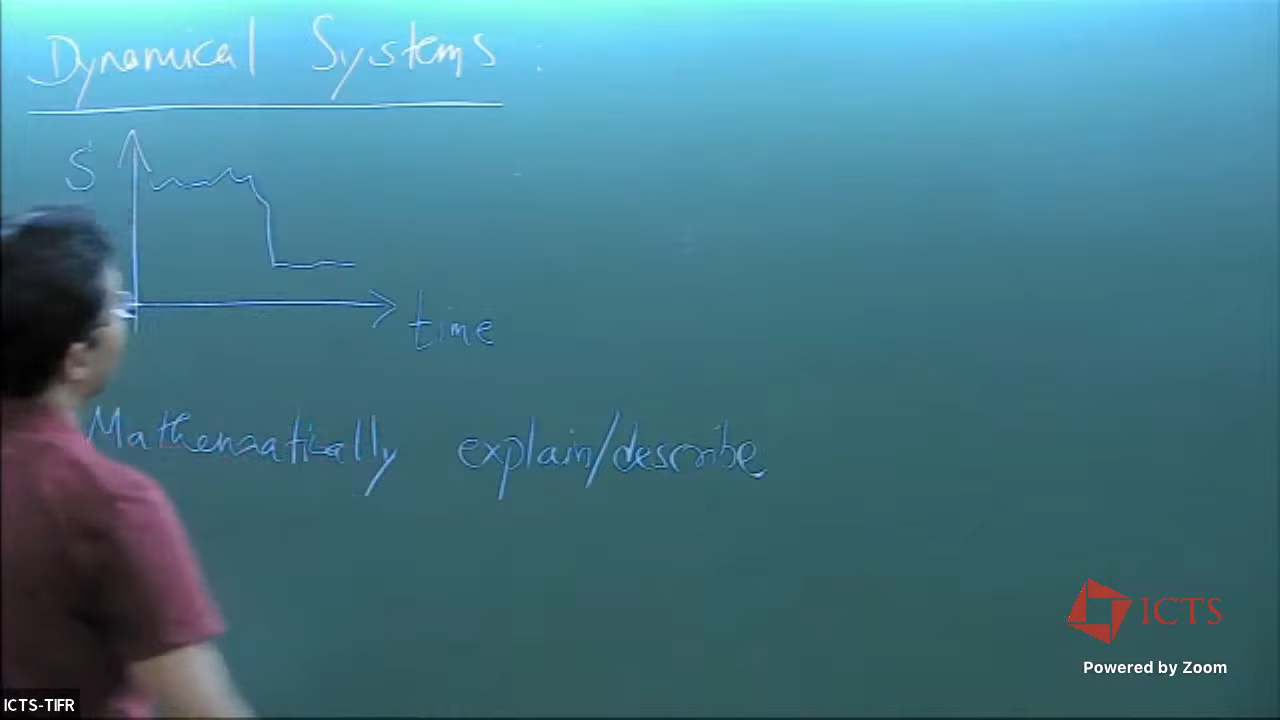 Dynamical Systems :
S
time
Mathematically explain/describe
ICTS
Powered by Zoom
ICTS-TIFR